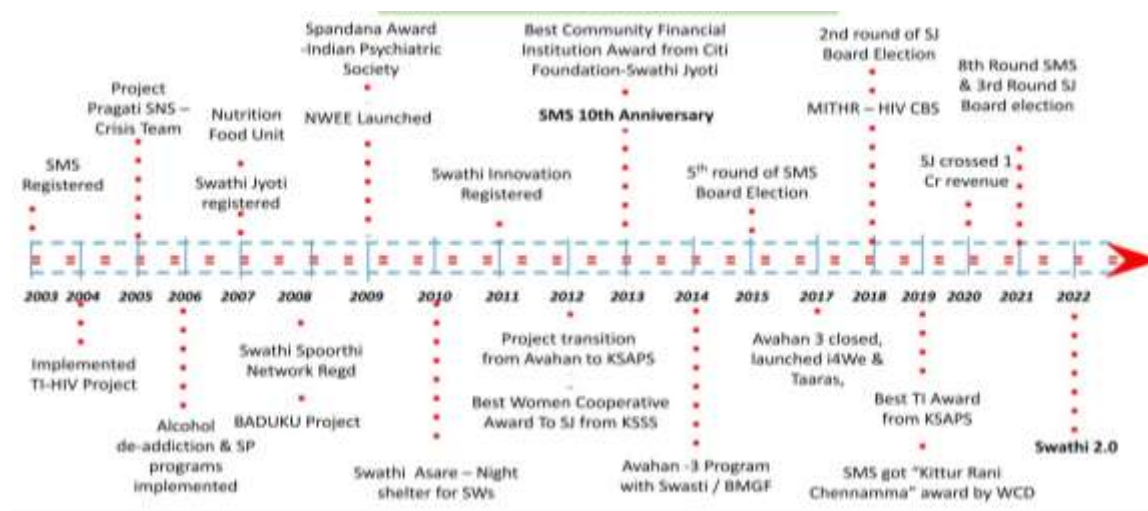 Spandana Award
-Indian Psychiatric
Society
NWEE Launched
Best Community Financial
Institution Award from Citi
Foundation-Swathi Jyoti
SMS 10th Anniversary
2nd round of SJ
Board Election
MITHR – HIV CBS
8th Round SMS
& 3rd Round SJ
Board election
Project
Pragati SNS –
Crisis Team
Nutrition
Food Unit
Swathi Jyoti
registered
SMS
Registered
Swathi Innovation
Registered
5th round of SMS
Board Election
SJ crossed 1
Cr revenue
2003 2004 2005 2006 2007 2008 2009 2010 2011 2012 2013 2014 2015 2017 2018 2019 2020 2021 2022
Implemented
TI-HIV Project
Alcohol
de-addiction & SP
programs
implemented
Swathi Spoorthi
Network Regd
BADUKU Project
Swathi Asare – Night
shelter for SWs
Project transition
from Avahan to KSAPS
Best Women Cooperative
Award To SJ from KSSS
Avahan -3 Program
with Swasti / BMGF
Avahan 3 closed,
launched i4We &
Taaras,
Best TI Award
from KSAPS
SMS got "Kittur Rani
Chennamma" award by WCD
Swathi 2.0